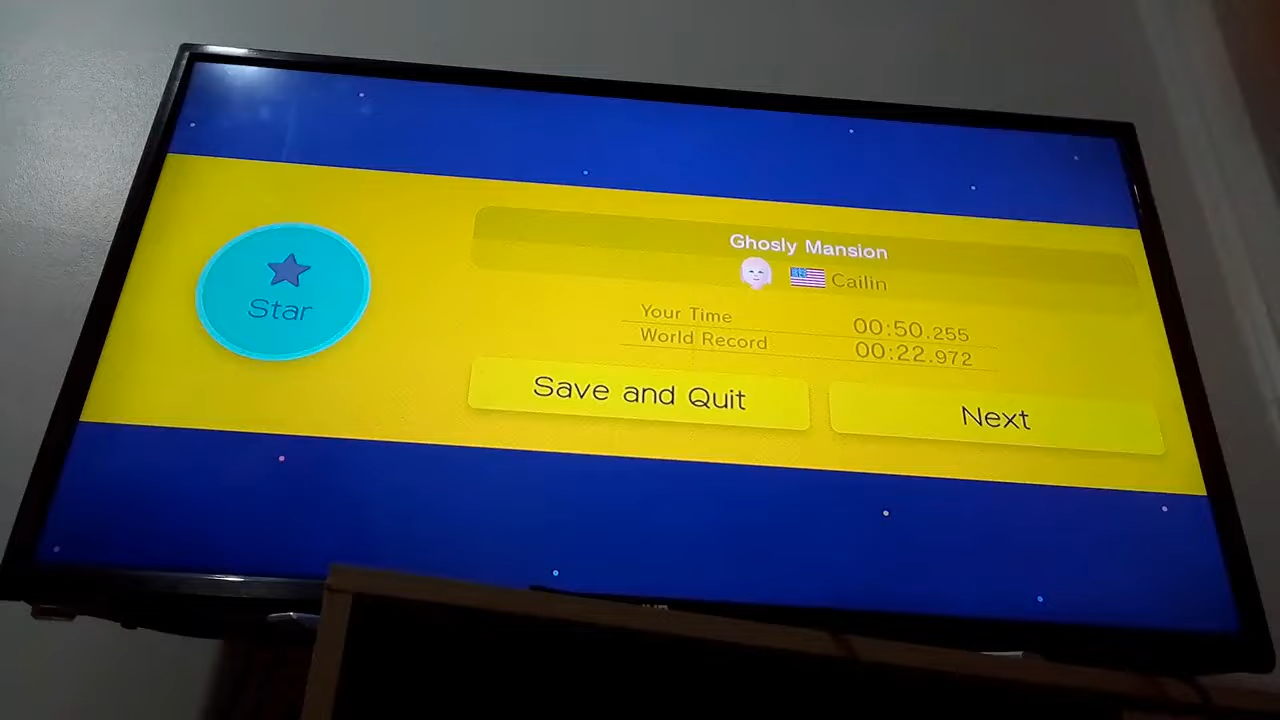 Ghosly Mansion
Cailin
Star
Your Time 00:50.255
World Record 00:22.972
Save and Quit
Next